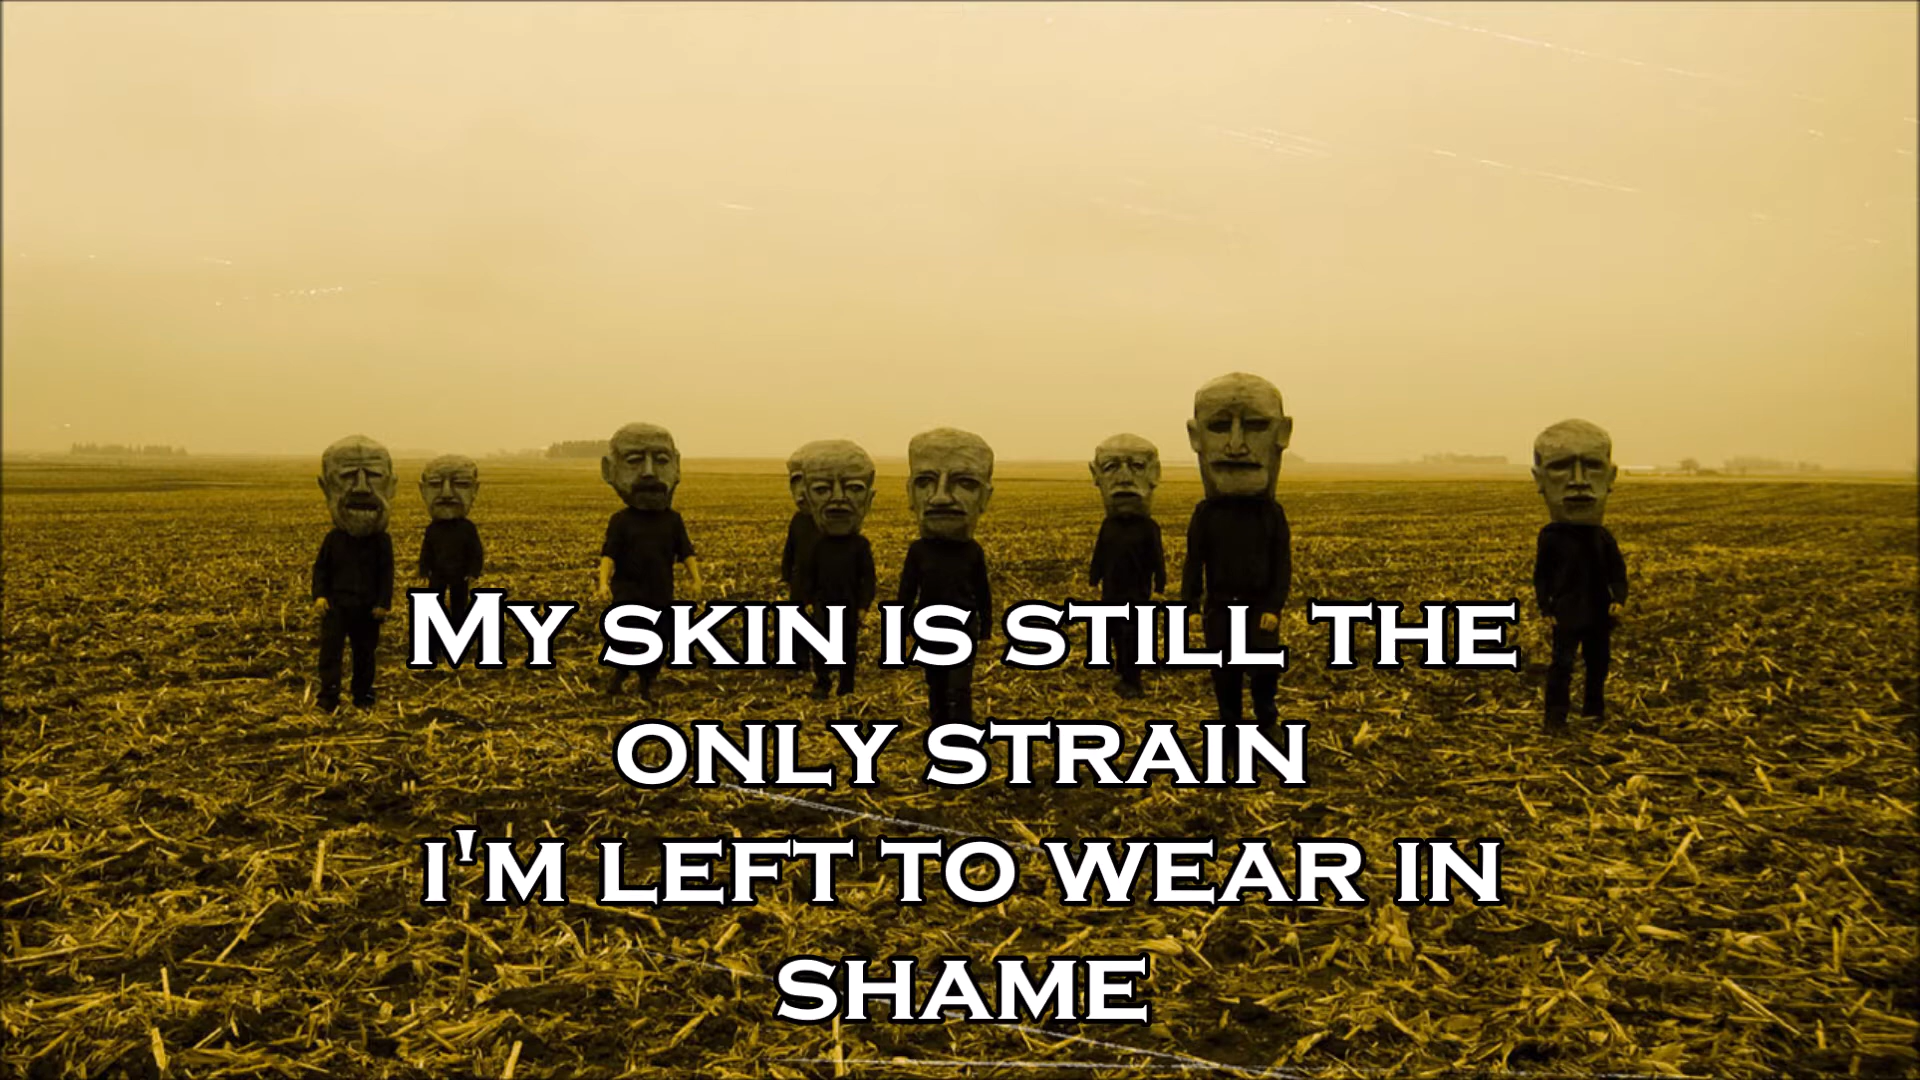 My skin is still the
only strain
i'm left to wear in
shame